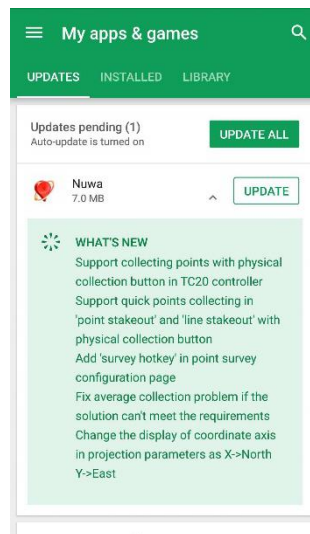 My apps & games
UPDATES INSTALLED LIBRARY
Updates pending (1)
Auto-update is turned on
UPDATE ALL
Nuwa
7.0 MB
UPDATE
WHAT'S NEW
Support collecting points with physical
collection button in TC20 controller
Support quick points collecting in
'point stakeout' and 'line stakeout' with
physical collection button
Add 'survey hotkey' in point survey
configuration page
Fix average collection problem if the
solution can't meet the requirements
Change the display of coordinate axis
in projection parameters as X->North
Y->East